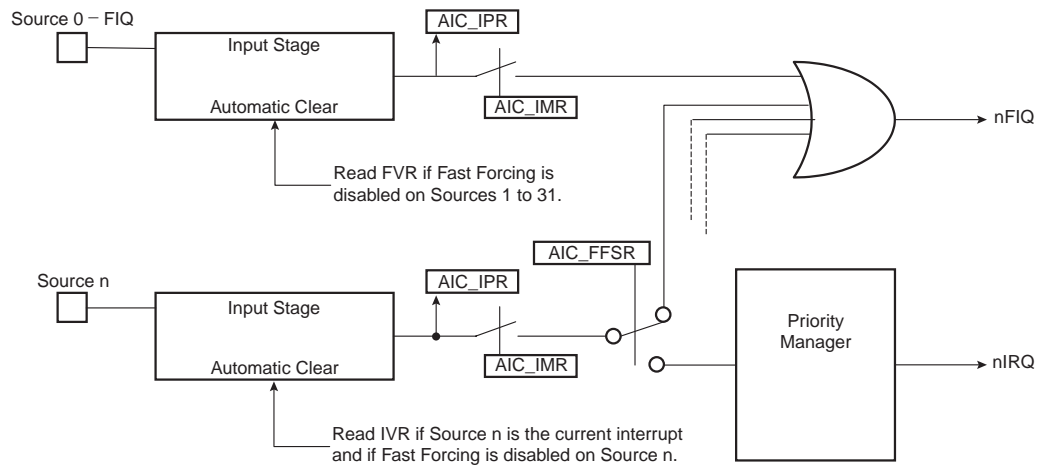 Source 0 – FIQ
AIC_IPR
Input Stage
Automatic Clear
AIC_IMR
nFIQ
Read FVR if Fast Forcing is
disabled on Sources 1 to 31.
AIC_FFSR
Source n
AIC_IPR
Input Stage
Priority
Manager
Automatic Clear
AIC_IMR
nIRQ
Read IVR if Source n is the current interrupt
and if Fast Forcing is disabled on Source n.